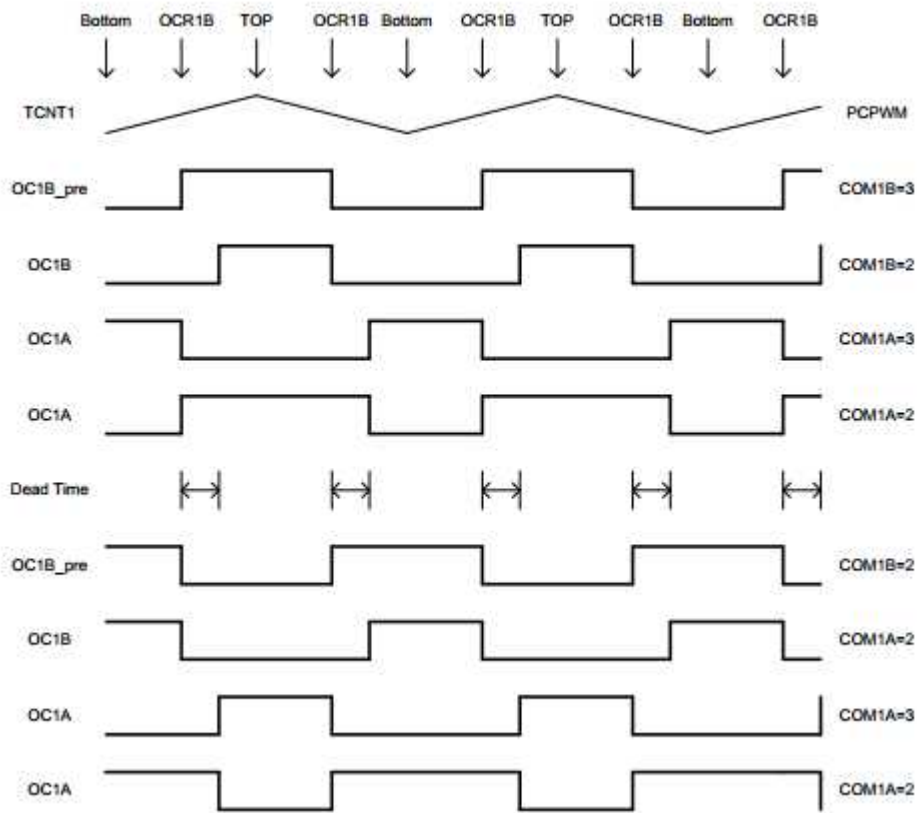 Bottom OCR1B TOP OCR1B Bottom OCR1B TOP OCR1B Bottom OCR1B
TCNT1 PCPWM
OC1B_pre COM1B=3
OC1B COM1B=2
OC1A COM1A=3
OC1A COM1A=2
Dead Time
OC1B_pre COM1B=2
OC1B COM1A=2
OC1A COM1A=3
OC1A COM1A=2